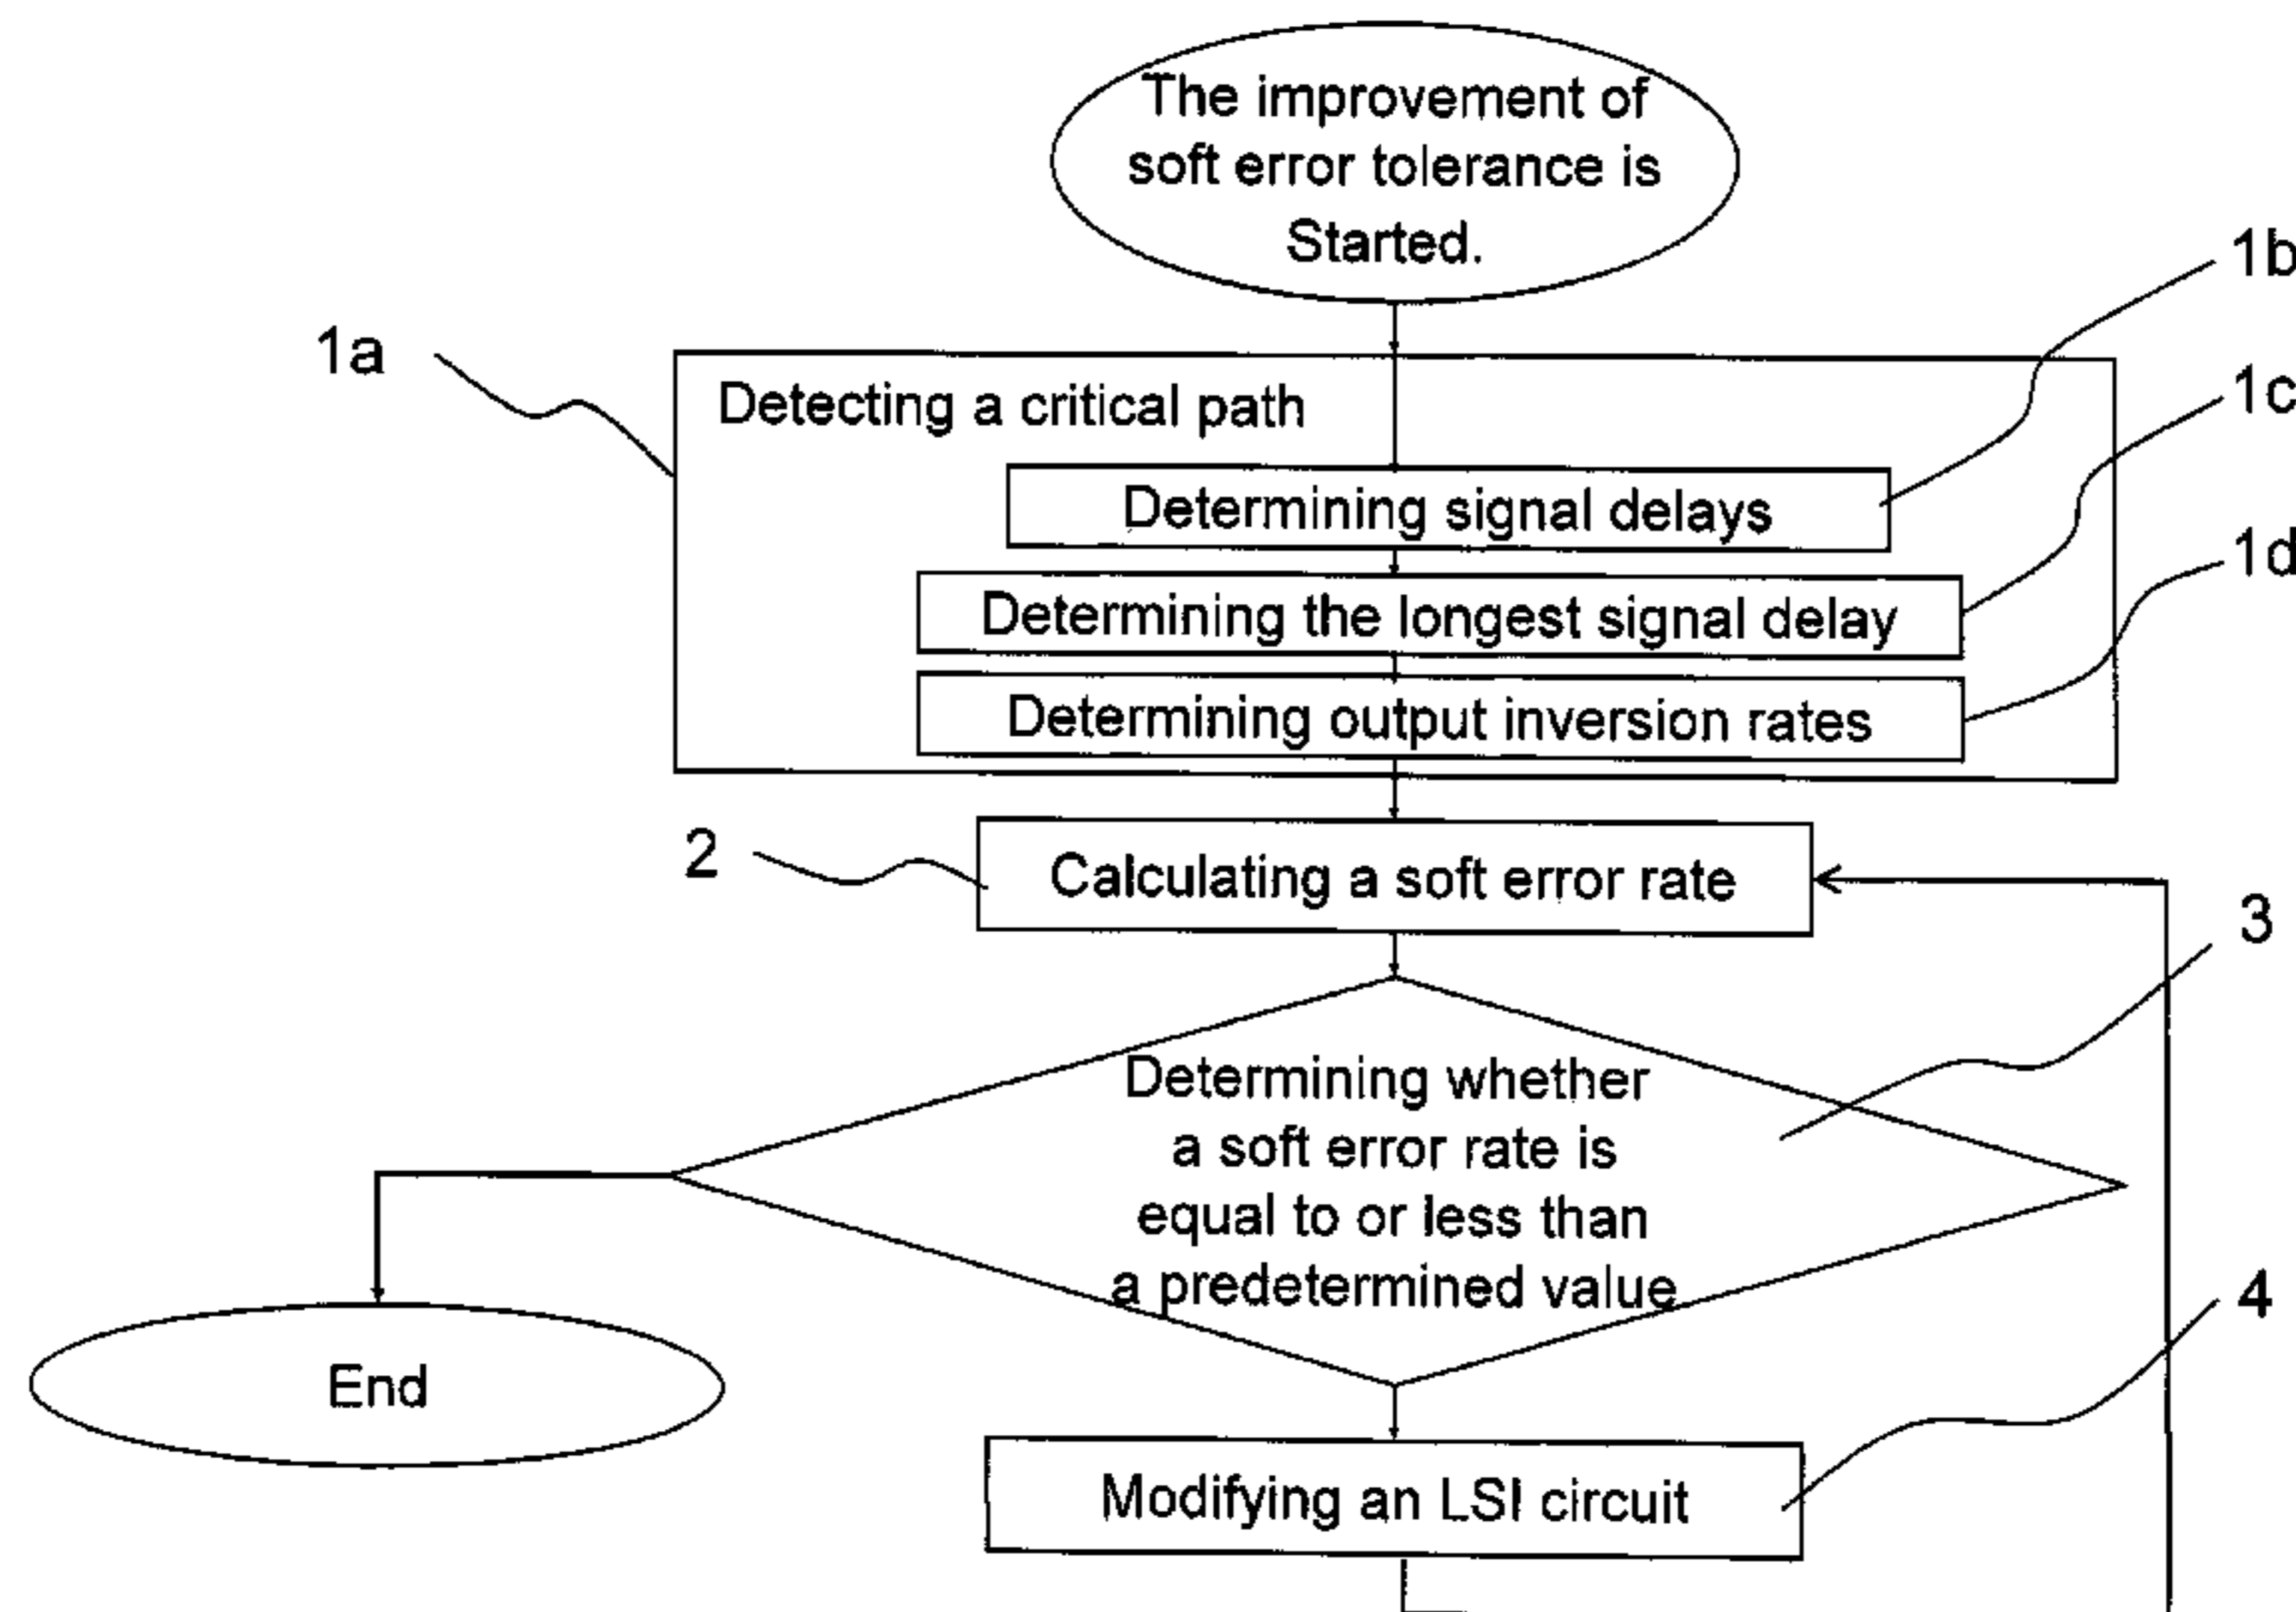 The improvement of
soft error tolerance is
Started.
1b
1a
Detecting a critical path
1c
Determining signal delays
1d
Determining the longest signal delay
Determining output inversion rates
2
Calculating a soft error rate
3
Determining whether
a soft error rate is
equal to or less than
a predetermined value
4
End
Modifying an LSI circuit